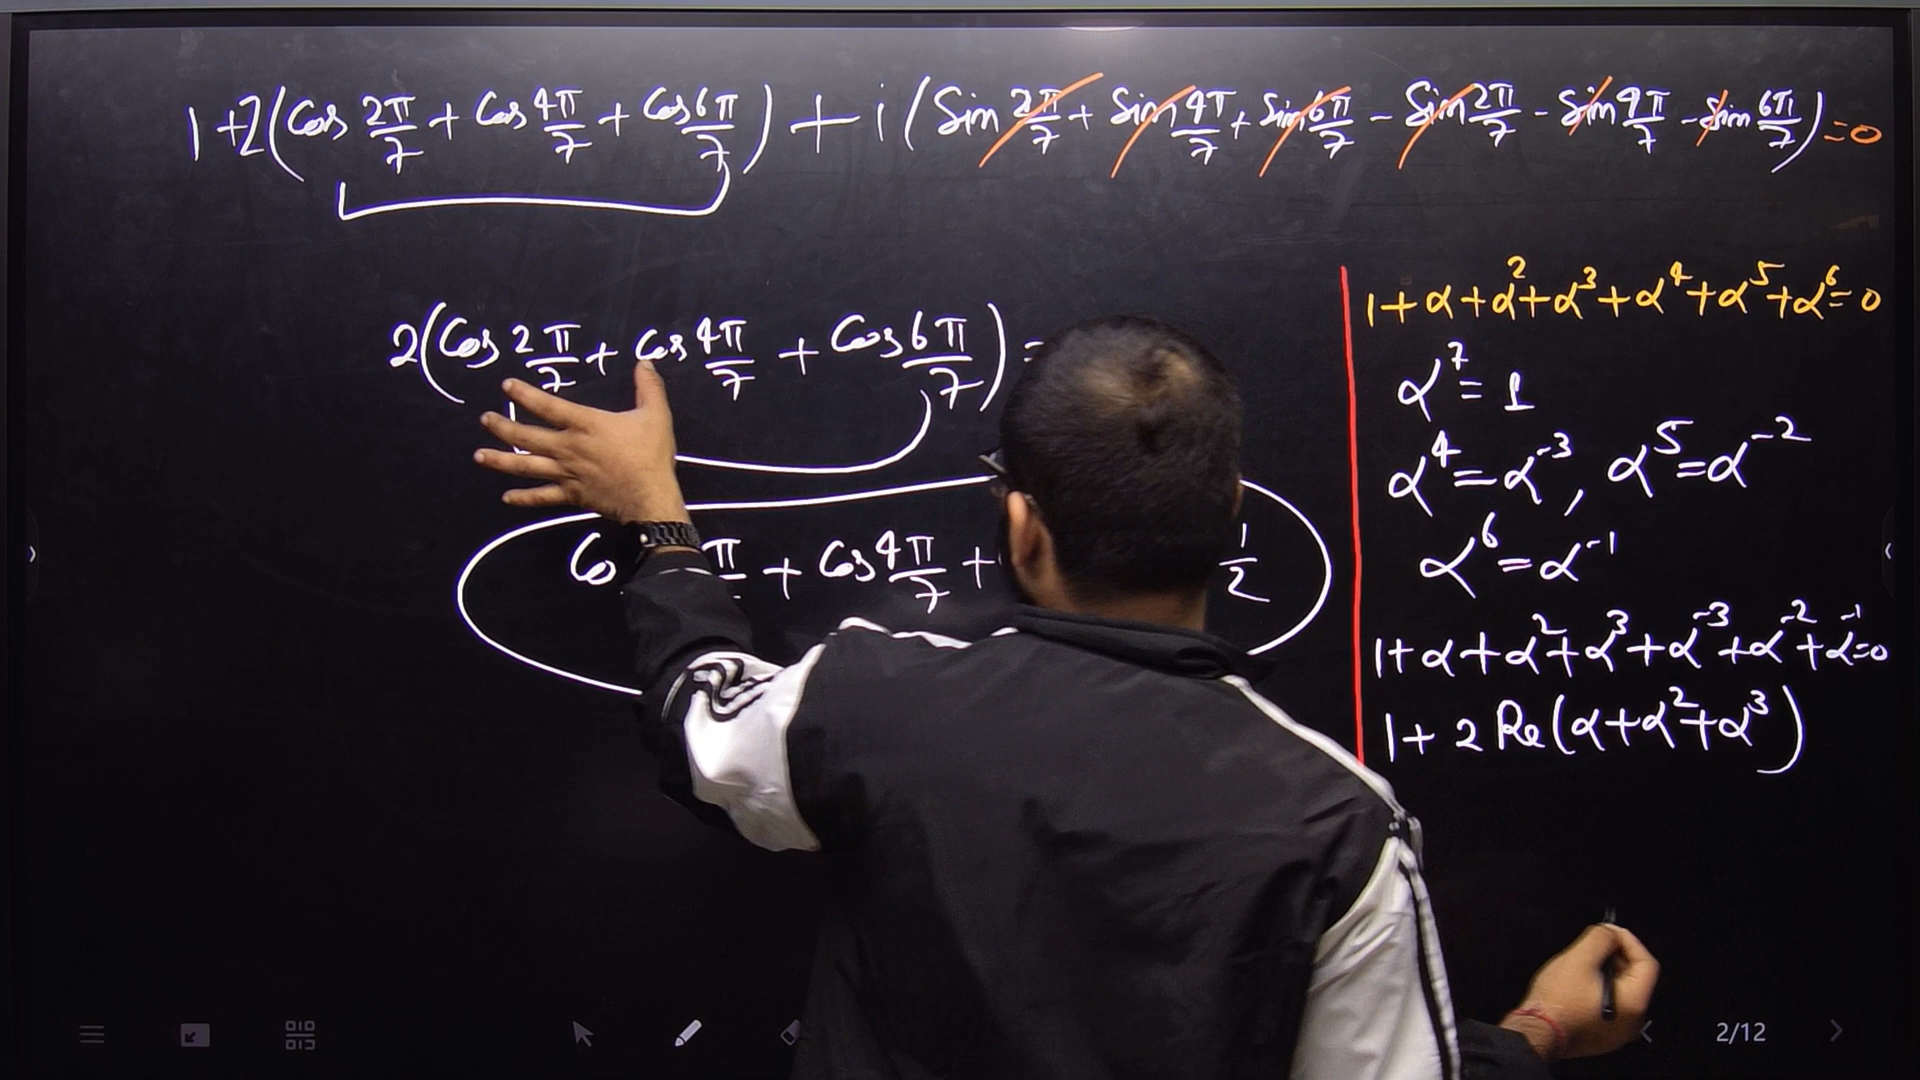 1+2(Cos 2π/7 + Cos 4π/7 + Cos 6π/7) + i(Sin 2π/7 + Sin 4π/7 + Sin 6π/7 - Sin 2π/7 - Sin 4π/7 - Sin 6π/7) = 0
2(Cos 2π/7 + Cos 4π/7 + Cos 6π/7) =
π + Cos 4π/7 + 1/2
1+α+α²+α³+α⁴+α⁵+α⁶=0
α⁷=1
α⁴=α⁻³, α⁵=α⁻²
α⁶=α⁻¹
1+α+α²+α³+α⁻³+α⁻²+α⁻¹=0
1+2 Re(α+α²+α³)
2/12